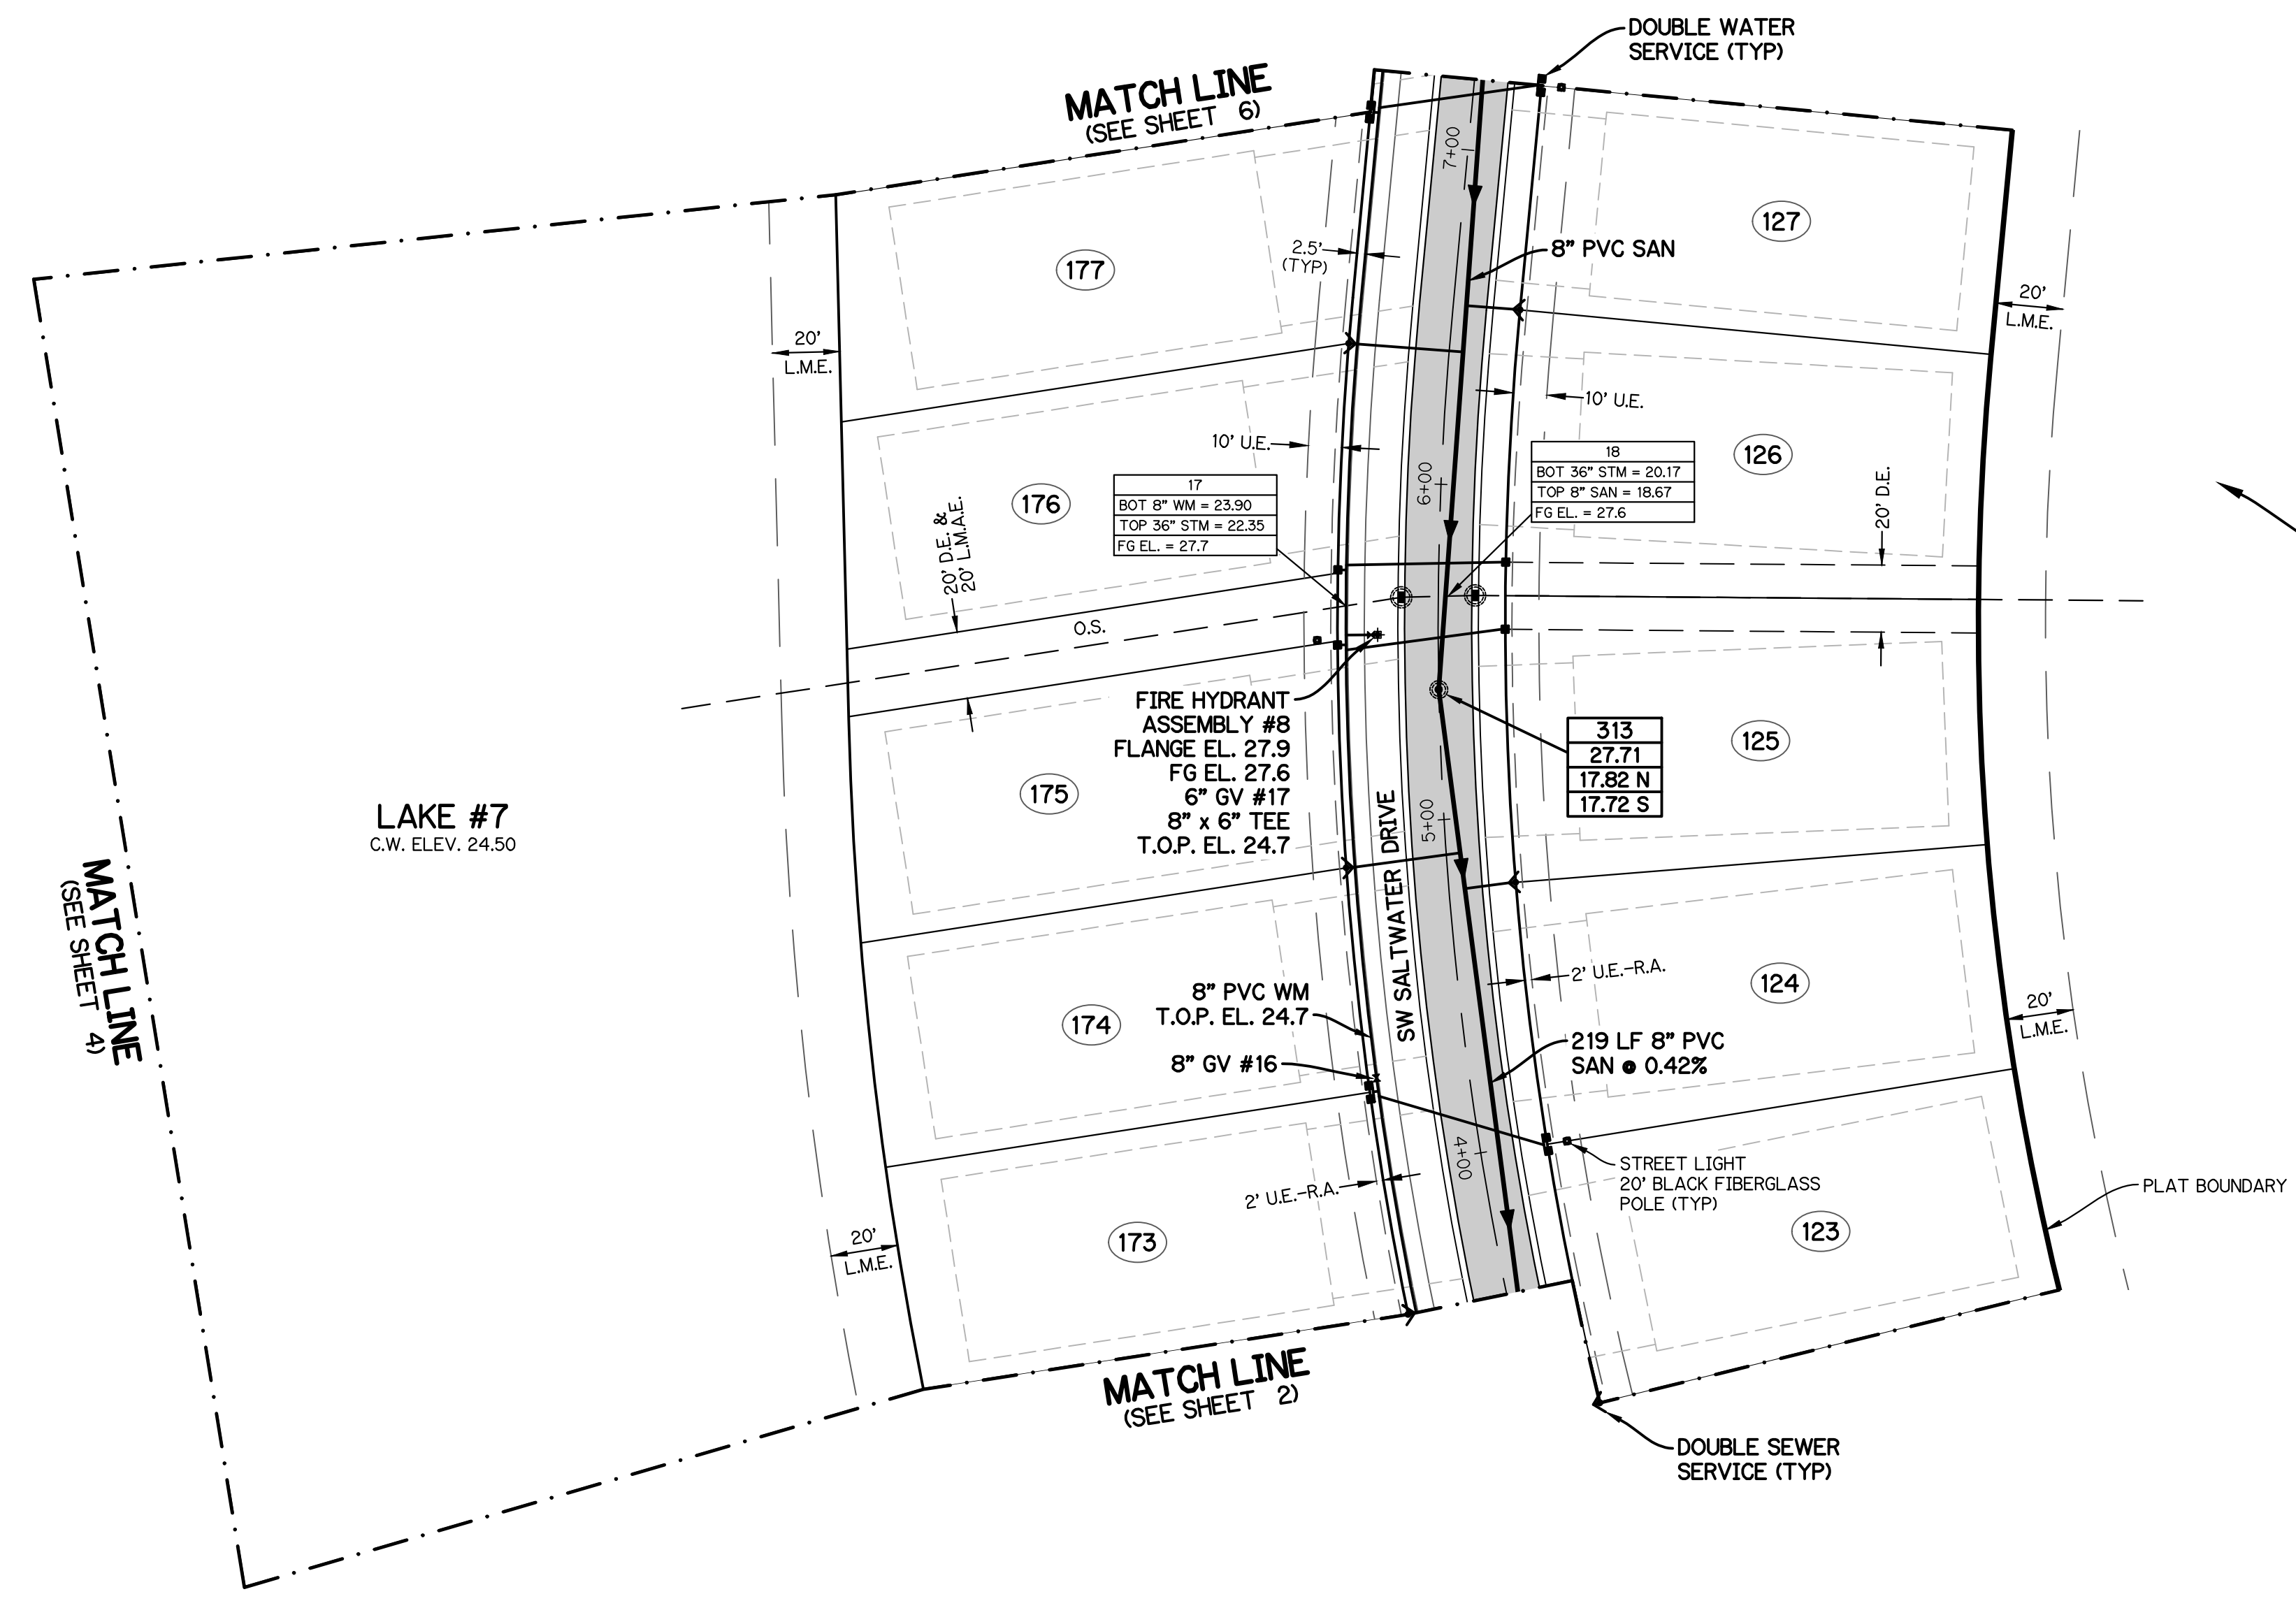 DOUBLE WATER
SERVICE (TYP)
MATCH LINE
(SEE SHEET 6)
7+00
127
8" PVC SAN
2.5'
(TYP)
177
20'
L.M.E.
20'
L.M.E.
10' U.E.
10' U.E.
126
18
BOT 36" STM = 20.17
TOP 8" SAN = 18.67
FG EL. = 27.6
17
BOT 8" WM = 23.90
TOP 36" STM = 22.35
FG EL. = 27.7
6+00
176
20' D.E. &
20' L.M.A.E.
20' D.E.
O.S.
FIRE HYDRANT
ASSEMBLY #8
FLANGE EL. 27.9
FG EL. 27.6
6" GV #17
8" x 6" TEE
T.O.P. EL. 24.7
313
27.71
17.82 N
17.72 S
125
175
5+00
LAKE #7
C.W. ELEV. 24.50
SW SALTWATER DRIVE
MATCH LINE
(SEE SHEET 4)
2' U.E.-R.A.
124
8" PVC WM
T.O.P. EL. 24.7
174
20'
L.M.E.
219 LF 8" PVC
SAN @ 0.42%
8" GV #16
4+00
STREET LIGHT
20' BLACK FIBERGLASS
POLE (TYP)
2' U.E.-R.A.
PLAT BOUNDARY
123
173
20'
L.M.E.
MATCH LINE
(SEE SHEET 2)
DOUBLE SEWER
SERVICE (TYP)